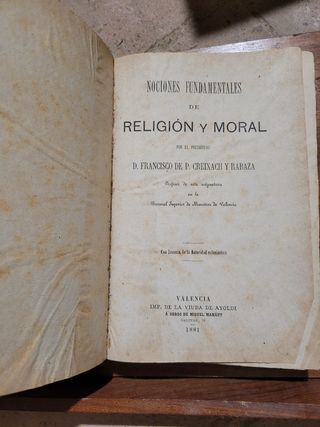 NOCIONES FUNDAMENTALES
DE
RELIGIÓN Y MORAL
POR EL PRESBÍTERO
D. FRANCISCO DE P. CREIXACH Y RABAZA
Profesor de esta asignatura
en la
Normal Superior de Maestros de Valencia
Con licencia de la Autoridad eclesiástica
VALENCIA
IMP. DE LA VIUDA DE AYOLDI
Á CARGO DE MIGUEL MANAUT
1881